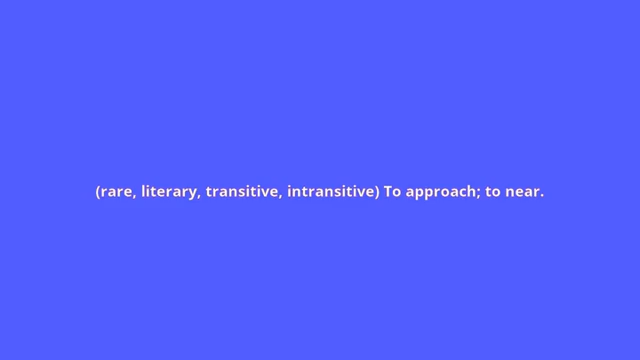 (rare, literary, transitive, intransitive) To approach; to near.